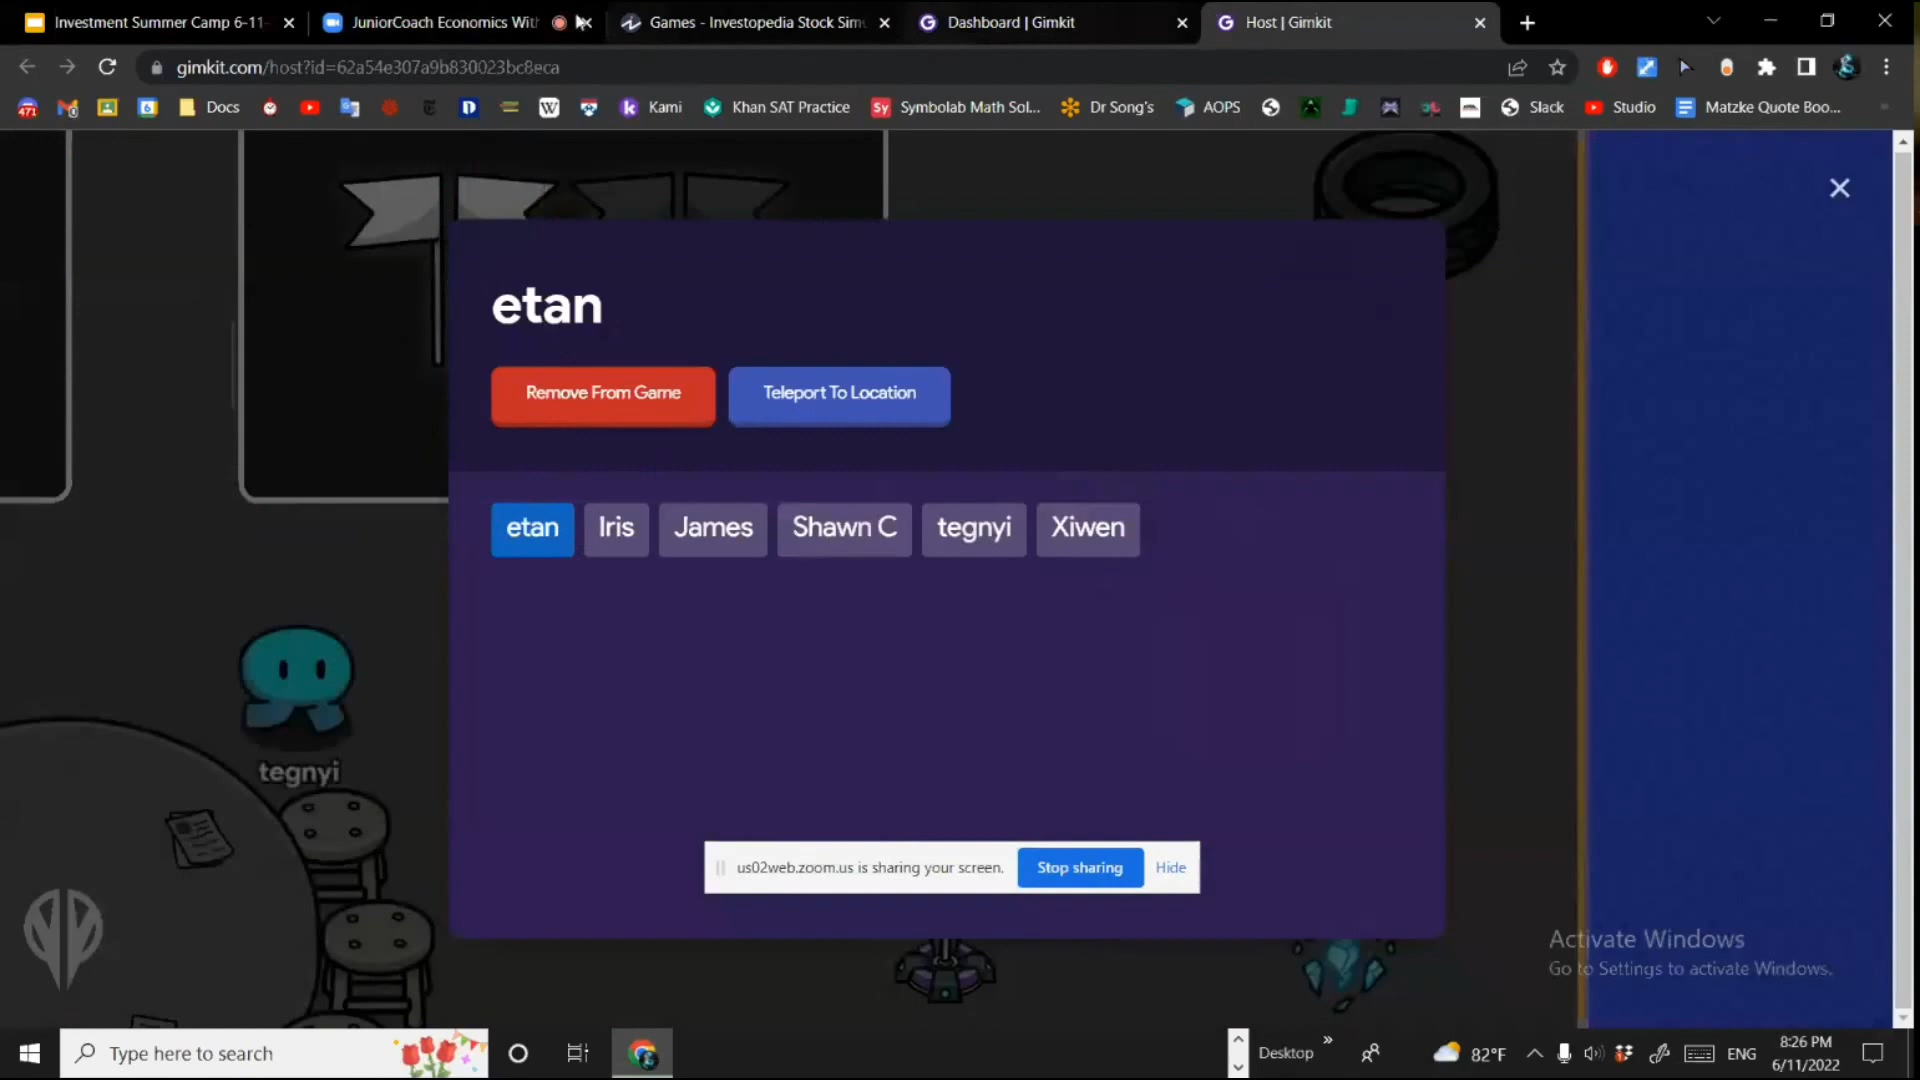 Investment Summer Camp 6-11-
JuniorCoach Economics With
Games - Investopedia Stock Simu
Dashboard | Gimkit
Host | Gimkit
gimkit.com/host?id=62a54e307a9b830023bc8eca
471
6
Docs
D
W
k
Kami
Khan SAT Practice
Sy
Symbolab Math Sol...
Dr Song's
AOPS
Slack
Studio
Matzke Quote Boo...
etan
Remove From Game
Teleport To Location
etan
Iris
James
Shawn C
tegnyi
Xiwen
tegnyi
us02web.zoom.us is sharing your screen.
Stop sharing
Hide
Activate Windows
Go to Settings to activate Windows.
Type here to search
Desktop
82°F
ENG
8:26 PM
6/11/2022